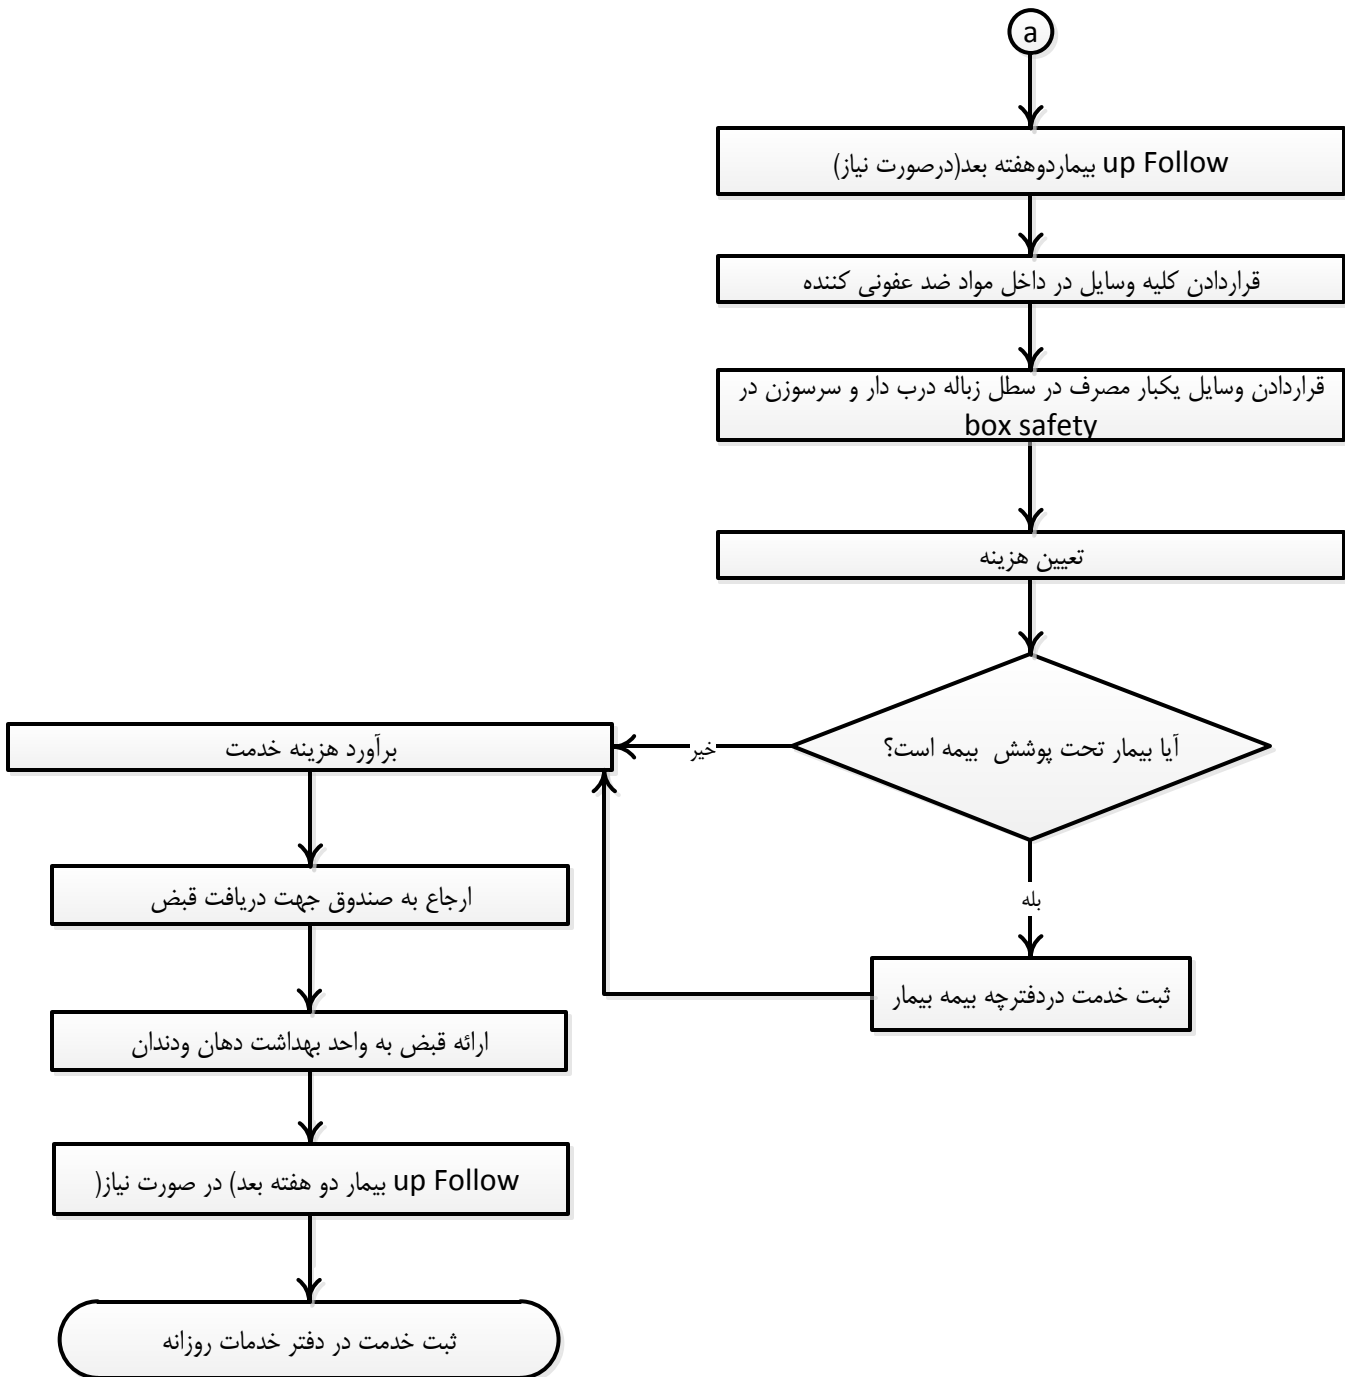 a
up Follow بیماردوهفته بعد(درصورت نیاز)
قراردادن کلیه وسایل در داخل مواد ضد عفونی کننده
قراردادن وسایل یکبار مصرف در سطل زباله درب دار و سرسوزن در
box safety
تعیین هزینه
آیا بیمار تحت پوشش بیمه است؟
خیر
برآورد هزینه خدمت
بله
ثبت خدمت دردفترچه بیمه بیمار
ارجاع به صندوق جهت دریافت قبض
ارائه قبض به واحد بهداشت دهان ودندان
up Follow بیمار دو هفته بعد) در صورت نیاز(
ثبت خدمت در دفتر خدمات روزانه